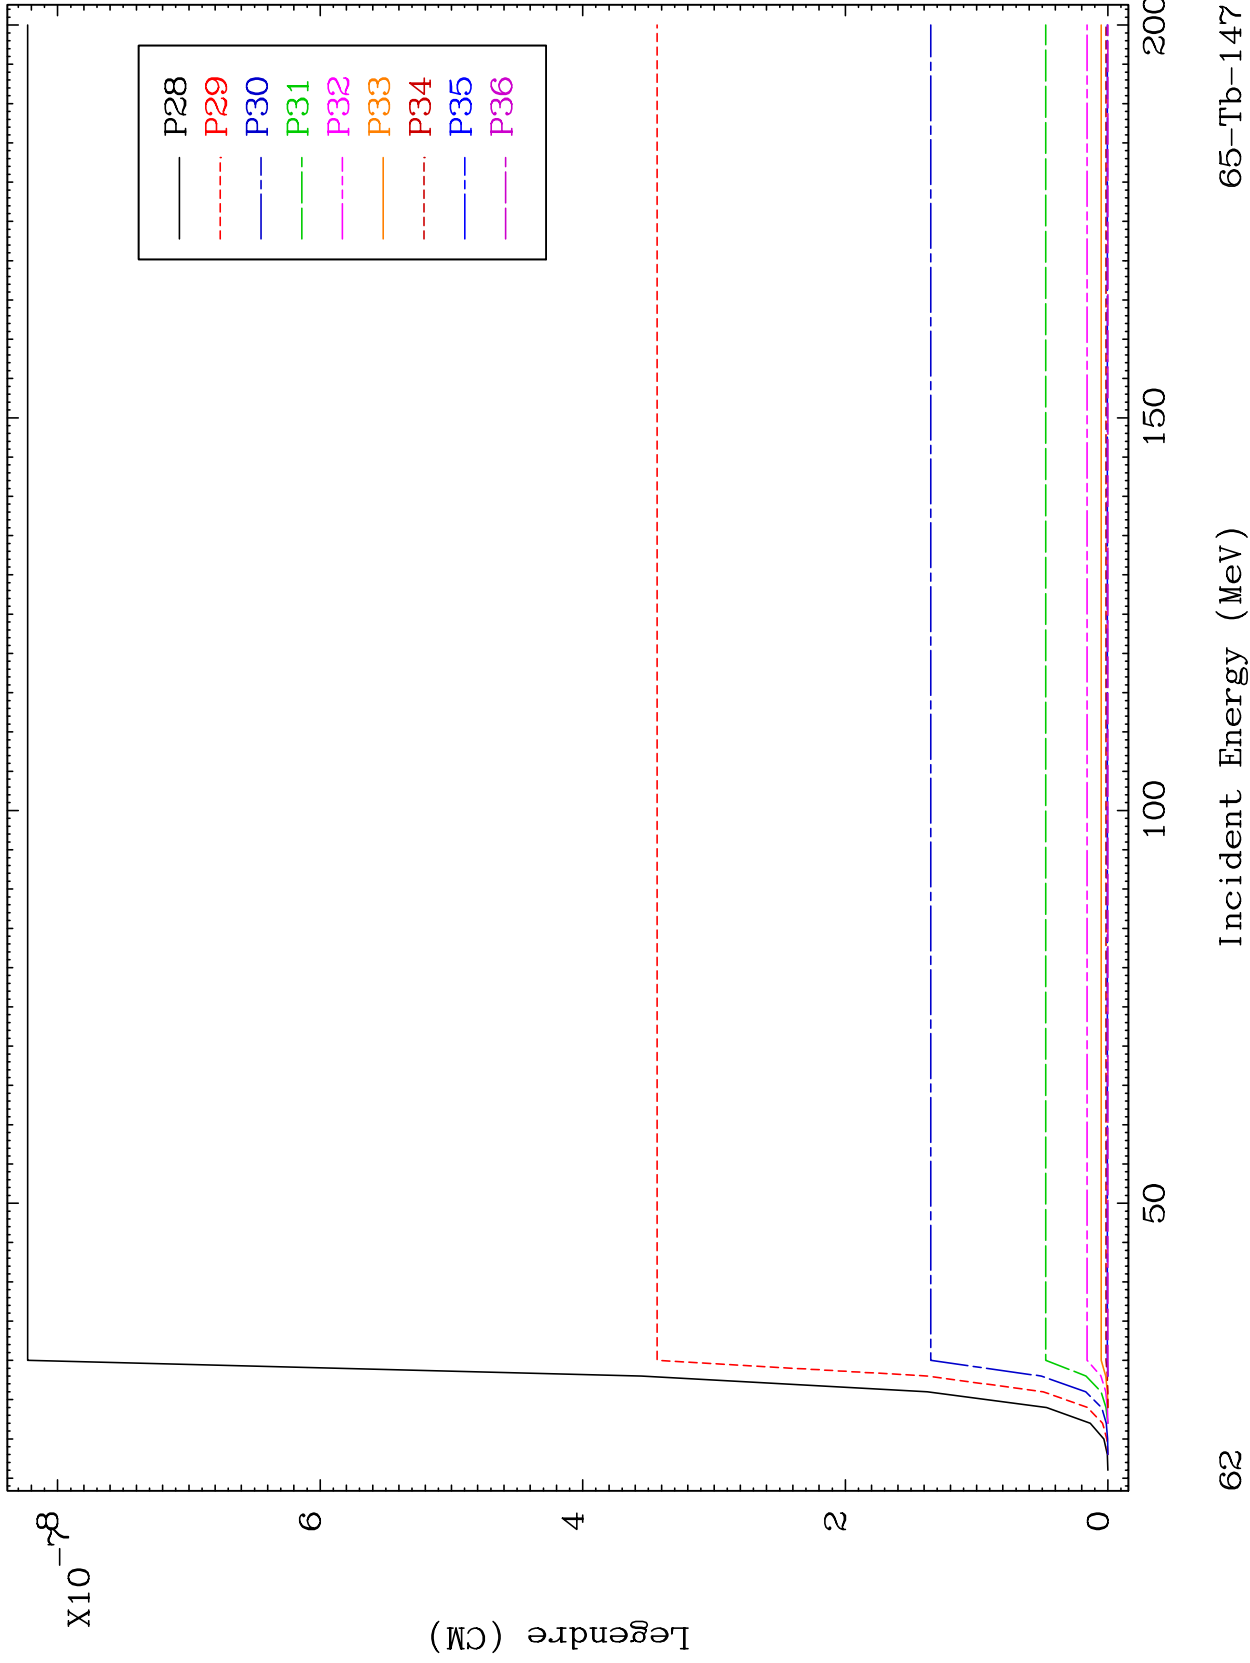 P28
P29
P30
P31
P32
P33
P34
P35
P36
X10
-7
8
6
4
2
0
Legendre (CM)
50
100
150
200
Incident Energy (MeV)
62
65-Tb-147